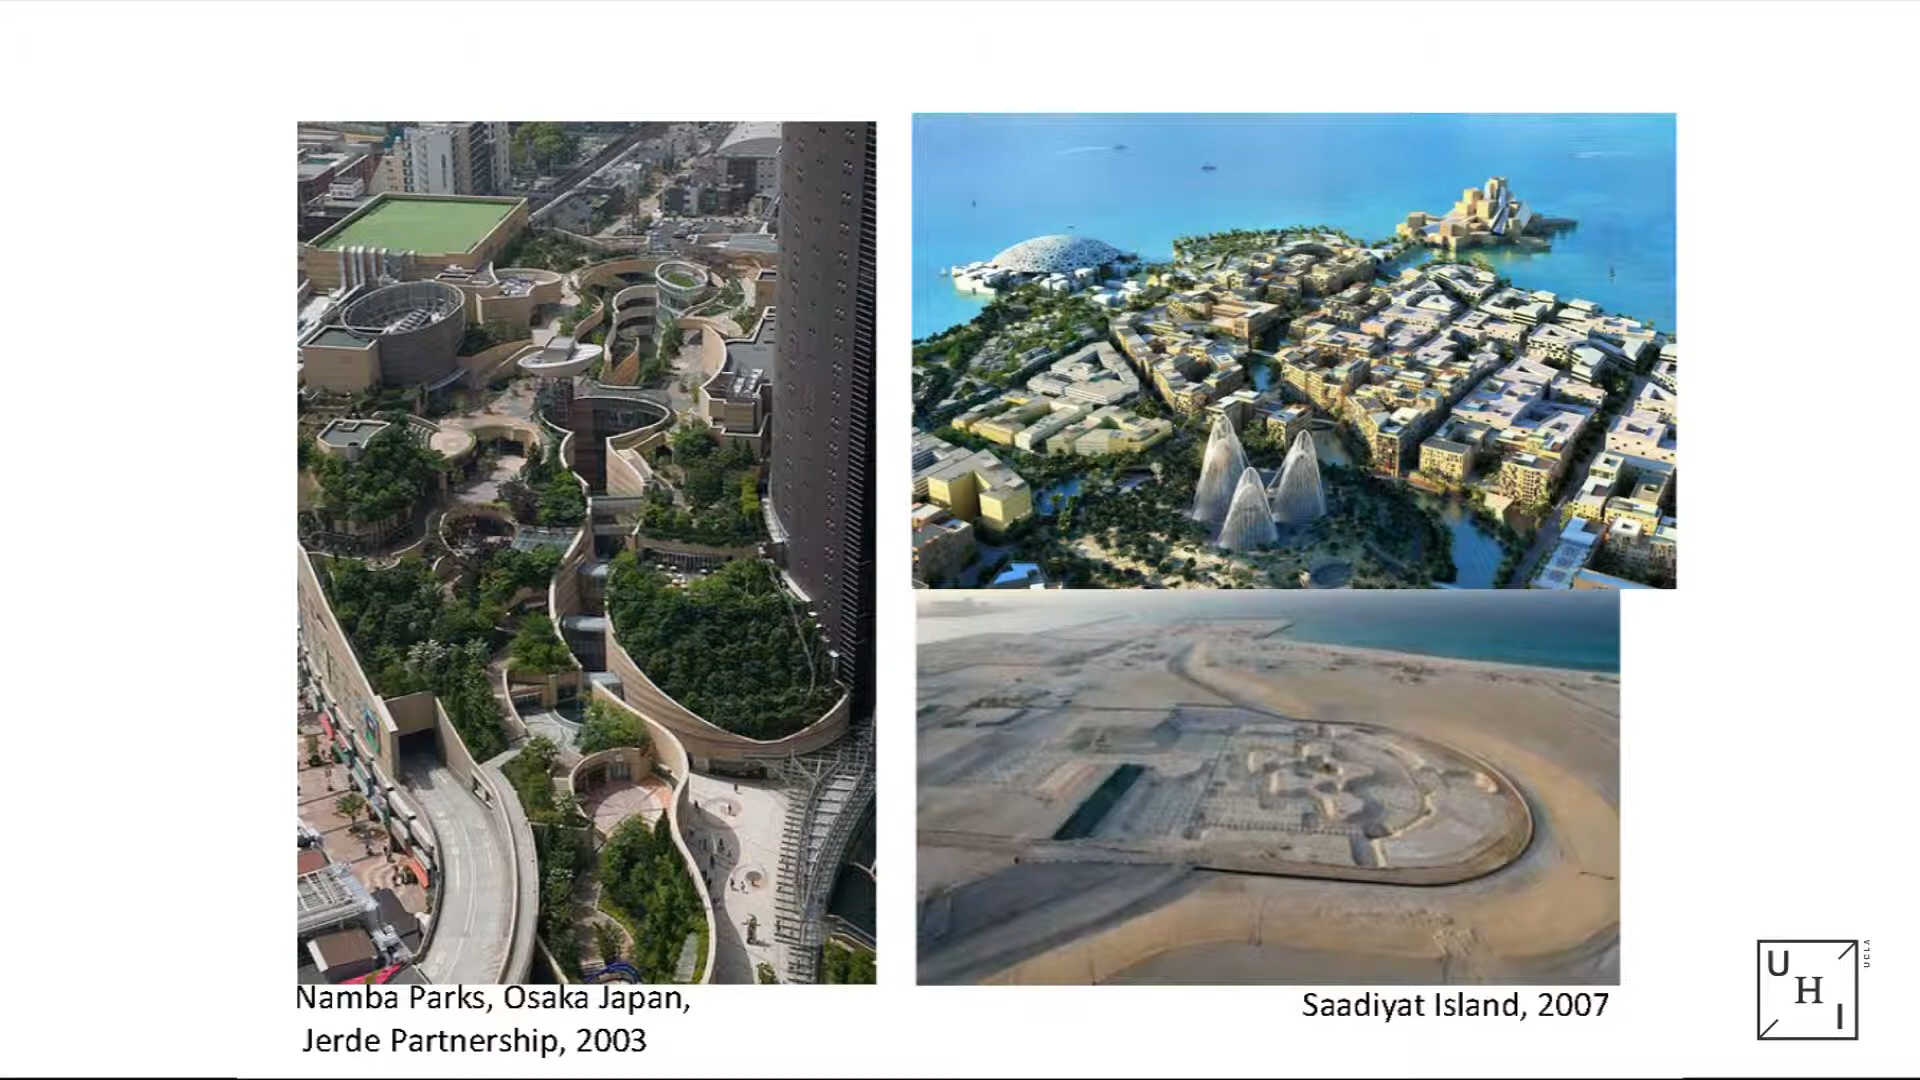 Namba Parks, Osaka Japan,
Jerde Partnership, 2003
Saadiyat Island, 2007
U
H
I
UCLA